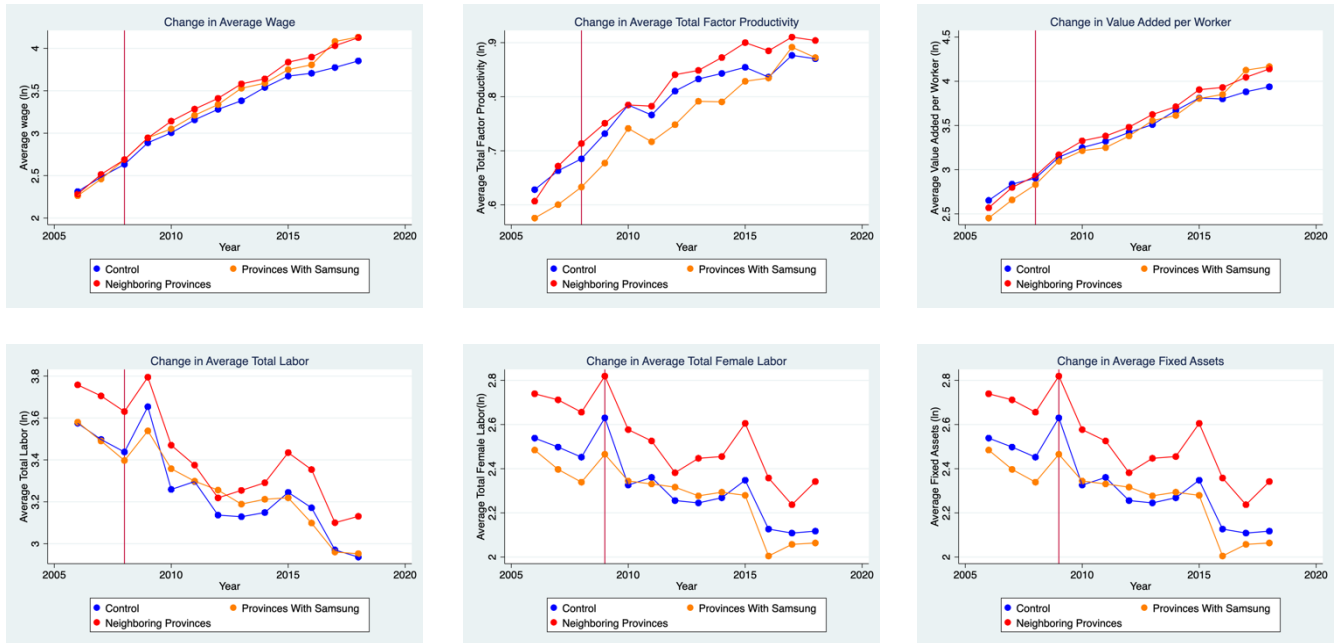 Change in Average Wage
Average wage (ln)
4
3.5
3
2.5
2
2005
2010
2015
2020
Year
Control
Provinces With Samsung
Neighboring Provinces
Change in Average Total Factor Productivity
Average Total Factor Productivity (ln)
.9
.8
.7
.6
2005
2010
2015
2020
Year
Control
Provinces With Samsung
Neighboring Provinces
Change in Value Added per Worker
Average Value Added per Worker (ln)
4.5
4
3.5
3
2.5
2005
2010
2015
2020
Year
Control
Provinces With Samsung
Neighboring Provinces
Change in Average Total Labor
Average Total Labor (ln)
3.8
3.6
3.4
3.2
3
2005
2010
2015
2020
Year
Control
Provinces With Samsung
Neighboring Provinces
Change in Average Total Female Labor
Average Total Female Labor(ln)
2.8
2.6
2.4
2.2
2
2005
2010
2015
2020
Year
Control
Provinces With Samsung
Neighboring Provinces
Change in Average Fixed Assets
Average Fixed Assets (ln)
2.8
2.6
2.4
2.2
2
2005
2010
2015
2020
Year
Control
Provinces With Samsung
Neighboring Provinces